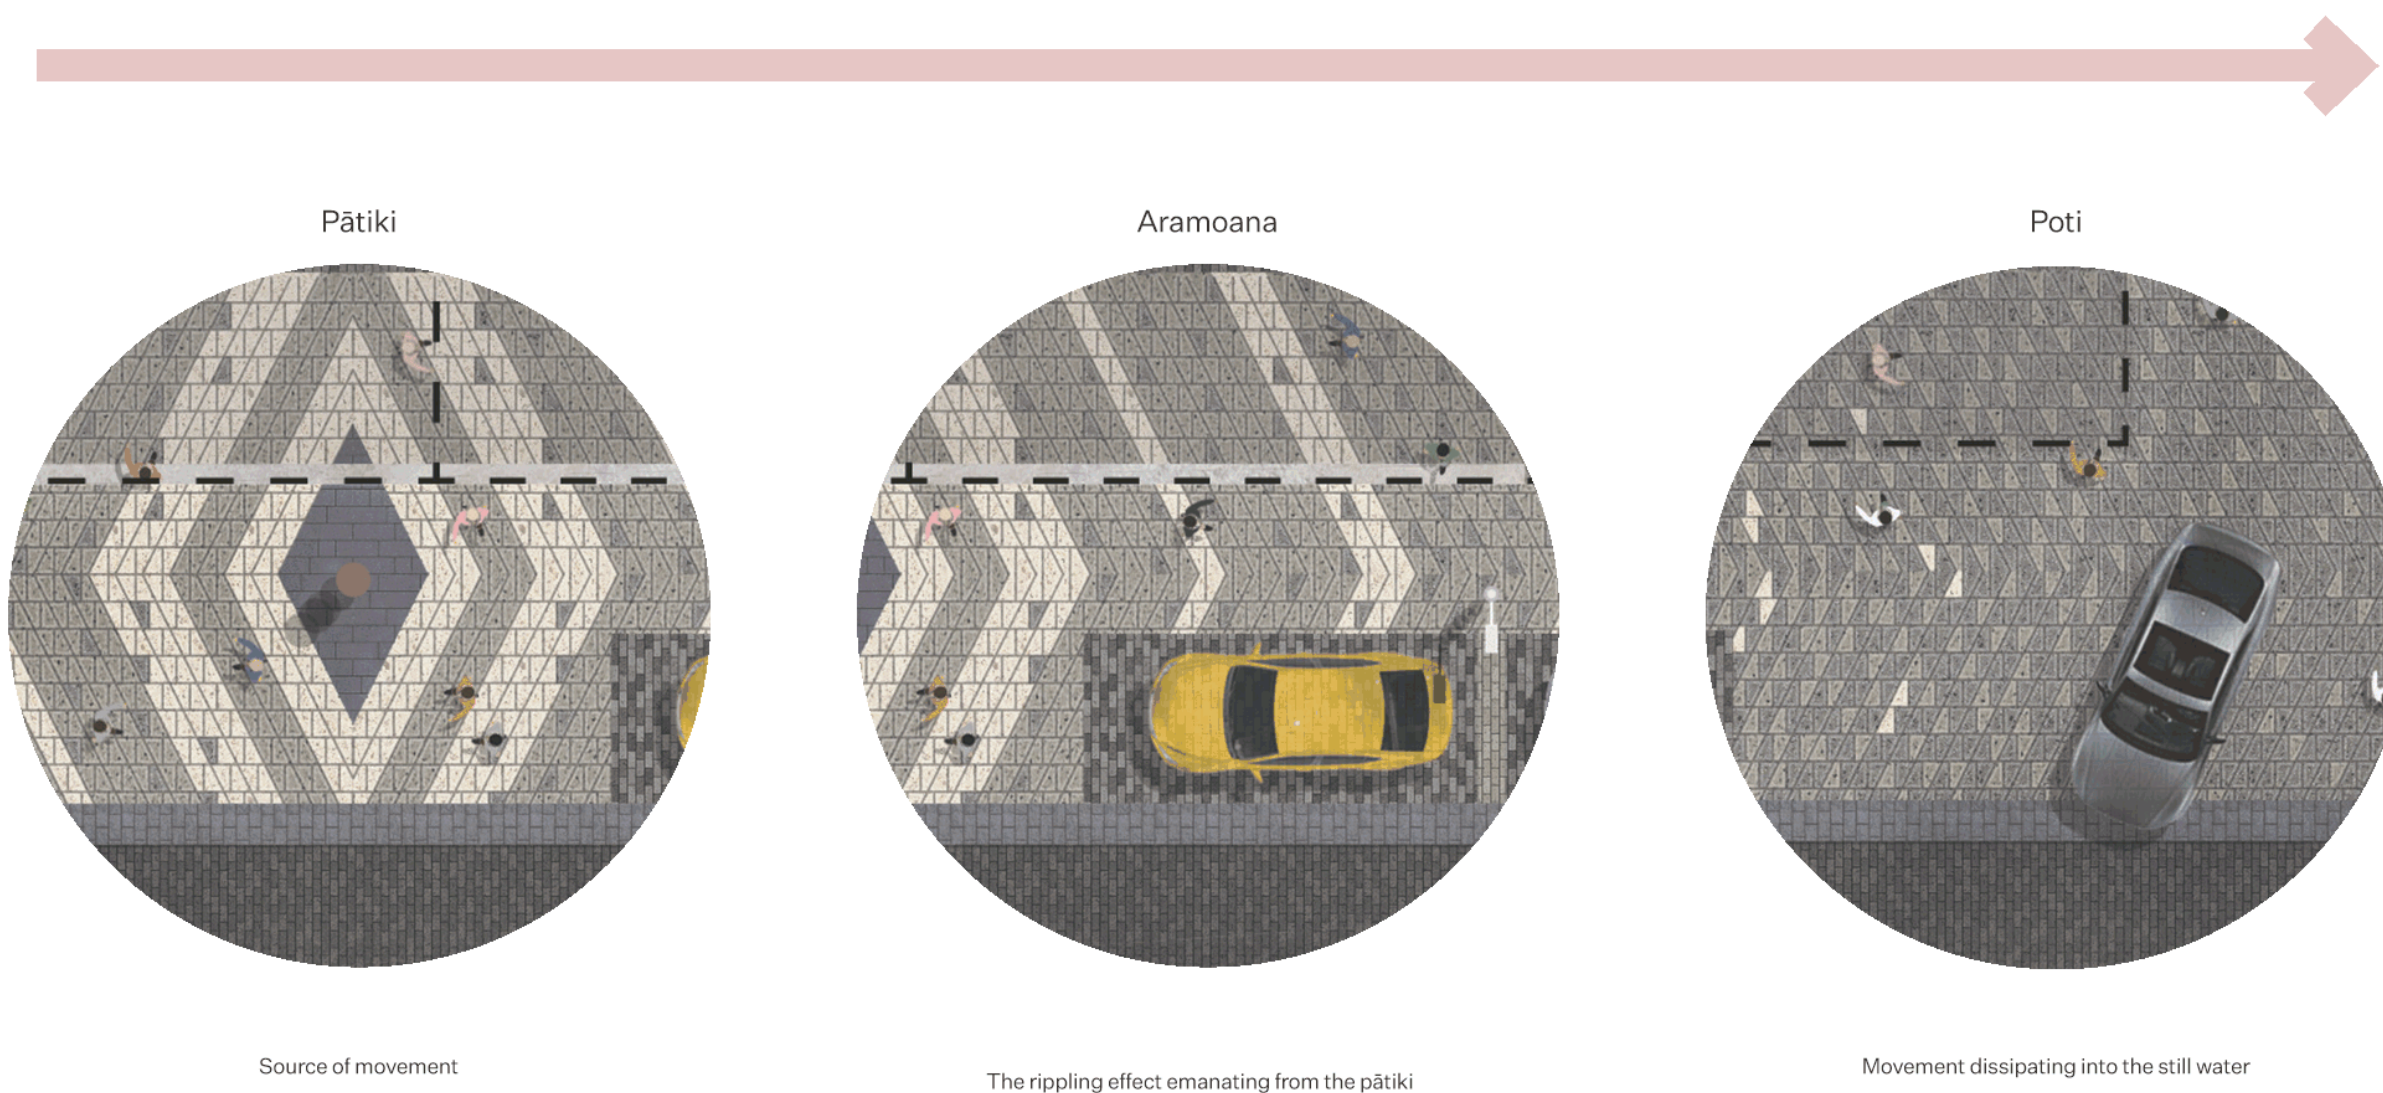 Pātiki
Aramoana
Poti
Source of movement
The rippling effect emanating from the pātiki
Movement dissipating into the still water